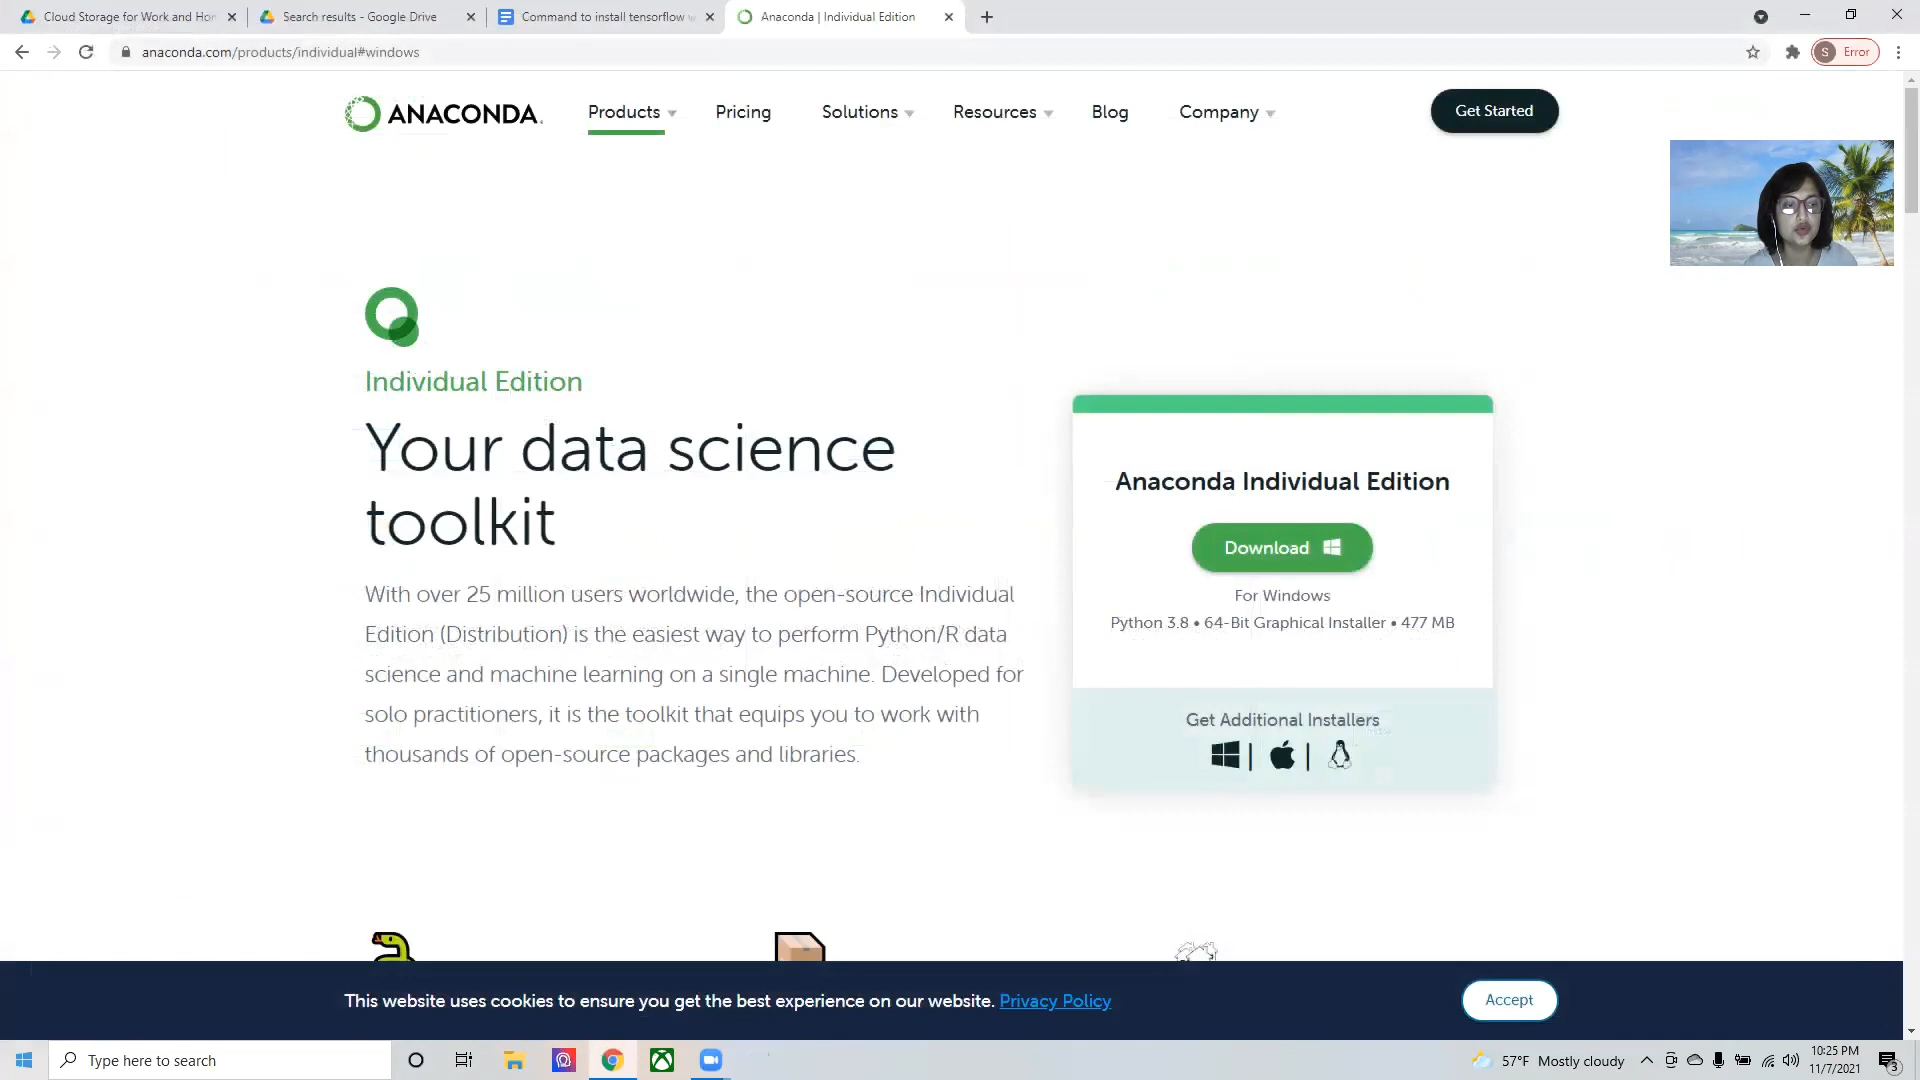 Cloud Storage for Work and Hor
Search results - Google Drive
Command to install tensorflow
Anaconda | Individual Edition
anaconda.com/products/individual#windows
S Error
ANACONDA.
Products
Pricing
Solutions
Resources
Blog
Company
Get Started
Individual Edition
Your data science
toolkit
With over 25 million users worldwide, the open-source Individual
Edition (Distribution) is the easiest way to perform Python/R data
science and machine learning on a single machine. Developed for
solo practitioners, it is the toolkit that equips you to work with
thousands of open-source packages and libraries.
Anaconda Individual Edition
Download
For Windows
Python 3.8 • 64-Bit Graphical Installer • 477 MB
Get Additional Installers
This website uses cookies to ensure you get the best experience on our website. Privacy Policy
Accept
Type here to search
57°F Mostly cloudy
10:25 PM
11/7/2021
3